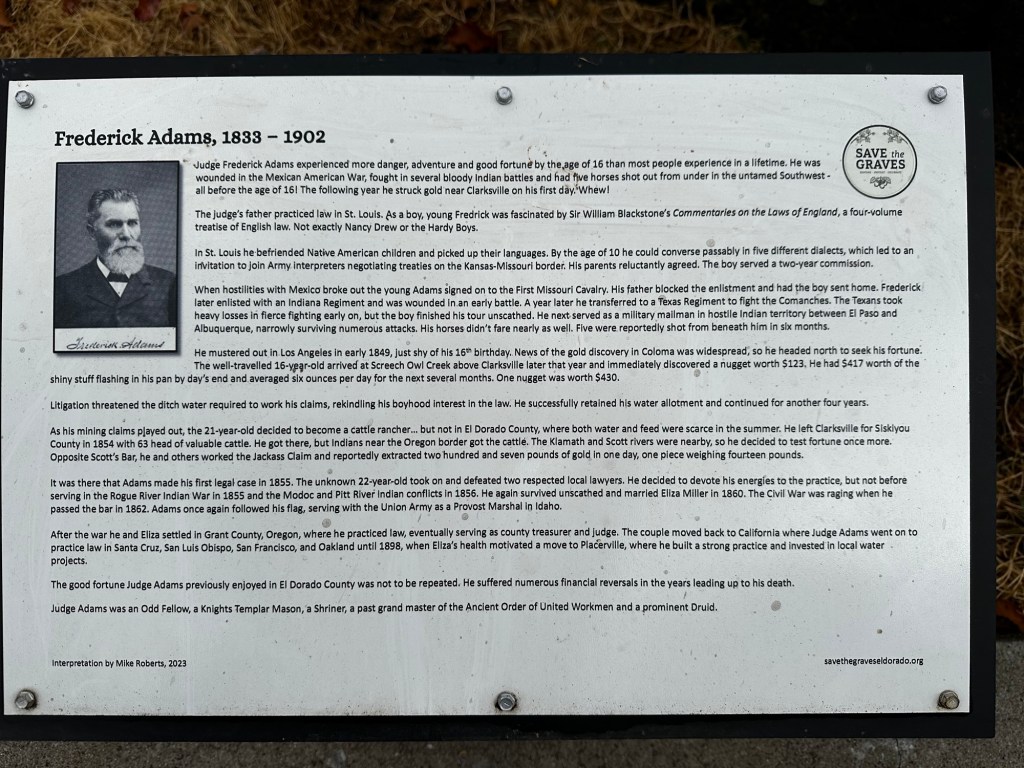 Frederick Adams, 1833 – 1902
SAVE the
GRAVES
Judge Frederick Adams experienced more danger, adventure and good fortune by the age of 16 than most people experience in a lifetime. He was
wounded in the Mexican American War, fought in several bloody Indian battles and had five horses shot out from under in the untamed Southwest -
all before the age of 16! The following year he struck gold near Clarksville on his first day. Whew!
The judge's father practiced law in St. Louis. As a boy, young Fredrick was fascinated by Sir William Blackstone's Commentaries on the Laws of England, a four-volume
treatise of English law. Not exactly Nancy Drew or the Hardy Boys.
In St. Louis he befriended Native American children and picked up their languages. By the age of 10 he could converse passably in five different dialects, which led to an
invitation to join Army interpreters negotiating treaties on the Kansas-Missouri border. His parents reluctantly agreed. The boy served a two-year commission.
When hostilities with Mexico broke out the young Adams signed on to the First Missouri Cavalry. His father blocked the enlistment and had the boy sent home. Frederick
later enlisted with an Indiana Regiment and was wounded in an early battle. A year later he transferred to a Texas Regiment to fight the Comanches. The Texans took
heavy losses in fierce fighting early on, but the boy finished his tour unscathed. He next served as a military mailman in hostile Indian territory between El Paso and
Albuquerque, narrowly surviving numerous attacks. His horses didn't fare nearly as well. Five were reportedly shot from beneath him in six months.
Frederick Adams
He mustered out in Los Angeles in early 1849, just shy of his 16th birthday. News of the gold discovery in Coloma was widespread, so he headed north to seek his fortune.
The well-travelled 16-year-old arrived at Screech Owl Creek above Clarksville later that year and immediately discovered a nugget worth $123. He had $417 worth of the
shiny stuff flashing in his pan by day's end and averaged six ounces per day for the next several months. One nugget was worth $430.
Litigation threatened the ditch water required to work his claims, rekindling his boyhood interest in the law. He successfully retained his water allotment and continued for another four years.
As his mining claims played out, the 21-year-old decided to become a cattle rancher... but not in El Dorado County, where both water and feed were scarce in the summer. He left Clarksville for Siskiyou
County in 1854 with 63 head of valuable cattle. He got there, but Indians near the Oregon border got the cattle. The Klamath and Scott rivers were nearby, so he decided to test fortune once more.
Opposite Scott's Bar, he and others worked the Jackass Claim and reportedly extracted two hundred and seven pounds of gold in one day, one piece weighing fourteen pounds.
It was there that Adams made his first legal case in 1855. The unknown 22-year-old took on and defeated two respected local lawyers. He decided to devote his energies to the practice, but not before
serving in the Rogue River Indian War in 1855 and the Modoc and Pitt River Indian conflicts in 1856. He again survived unscathed and married Eliza Miller in 1860. The Civil War was raging when he
passed the bar in 1862. Adams once again followed his flag, serving with the Union Army as a Provost Marshal in Idaho.
After the war he and Eliza settled in Grant County, Oregon, where he practiced law, eventually serving as county treasurer and judge. The couple moved back to California where Judge Adams went on to
practice law in Santa Cruz, San Luis Obispo, San Francisco, and Oakland until 1898, when Eliza's health motivated a move to Placerville, where he built a strong practice and invested in local water
projects.
The good fortune Judge Adams previously enjoyed in El Dorado County was not to be repeated. He suffered numerous financial reversals in the years leading up to his death.
Judge Adams was an Odd Fellow, a Knights Templar Mason, a Shriner, a past grand master of the Ancient Order of United Workmen and a prominent Druid.
Interpretation by Mike Roberts, 2023
savethegraveseldorado.org